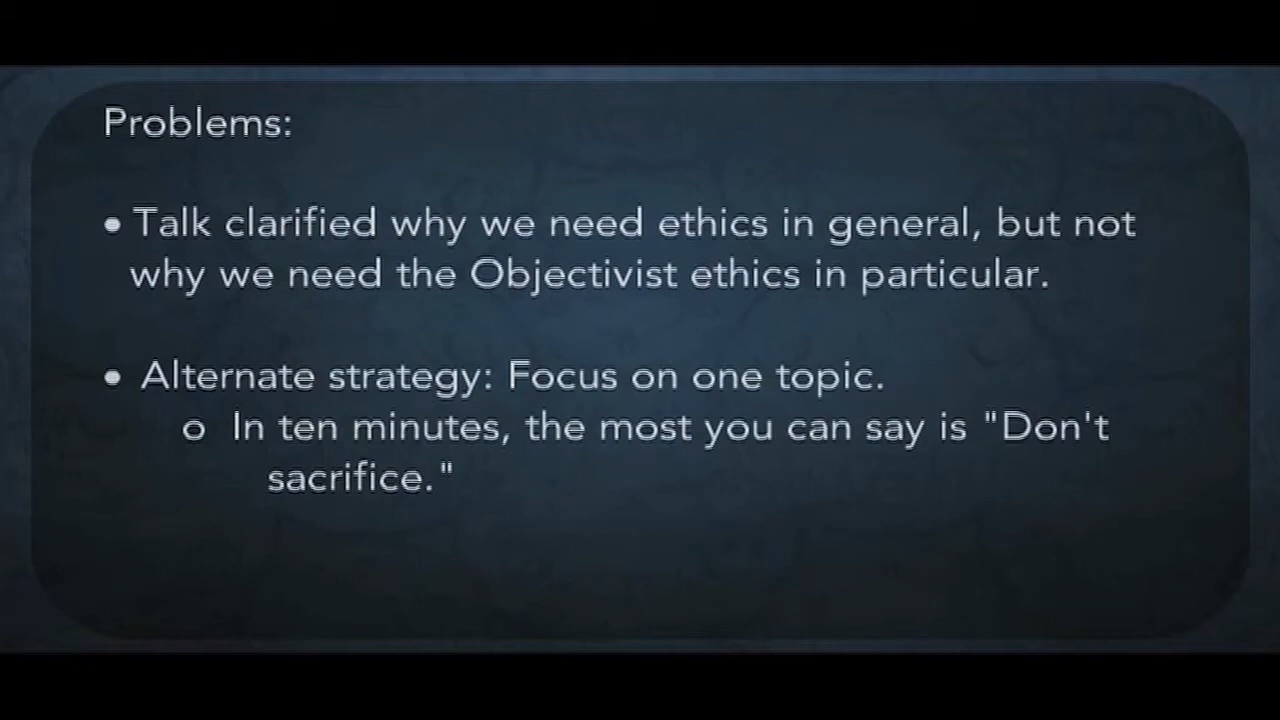 Problems:
• Talk clarified why we need ethics in general, but not
why we need the Objectivist ethics in particular.
• Alternate strategy: Focus on one topic.
o In ten minutes, the most you can say is "Don't
sacrifice."